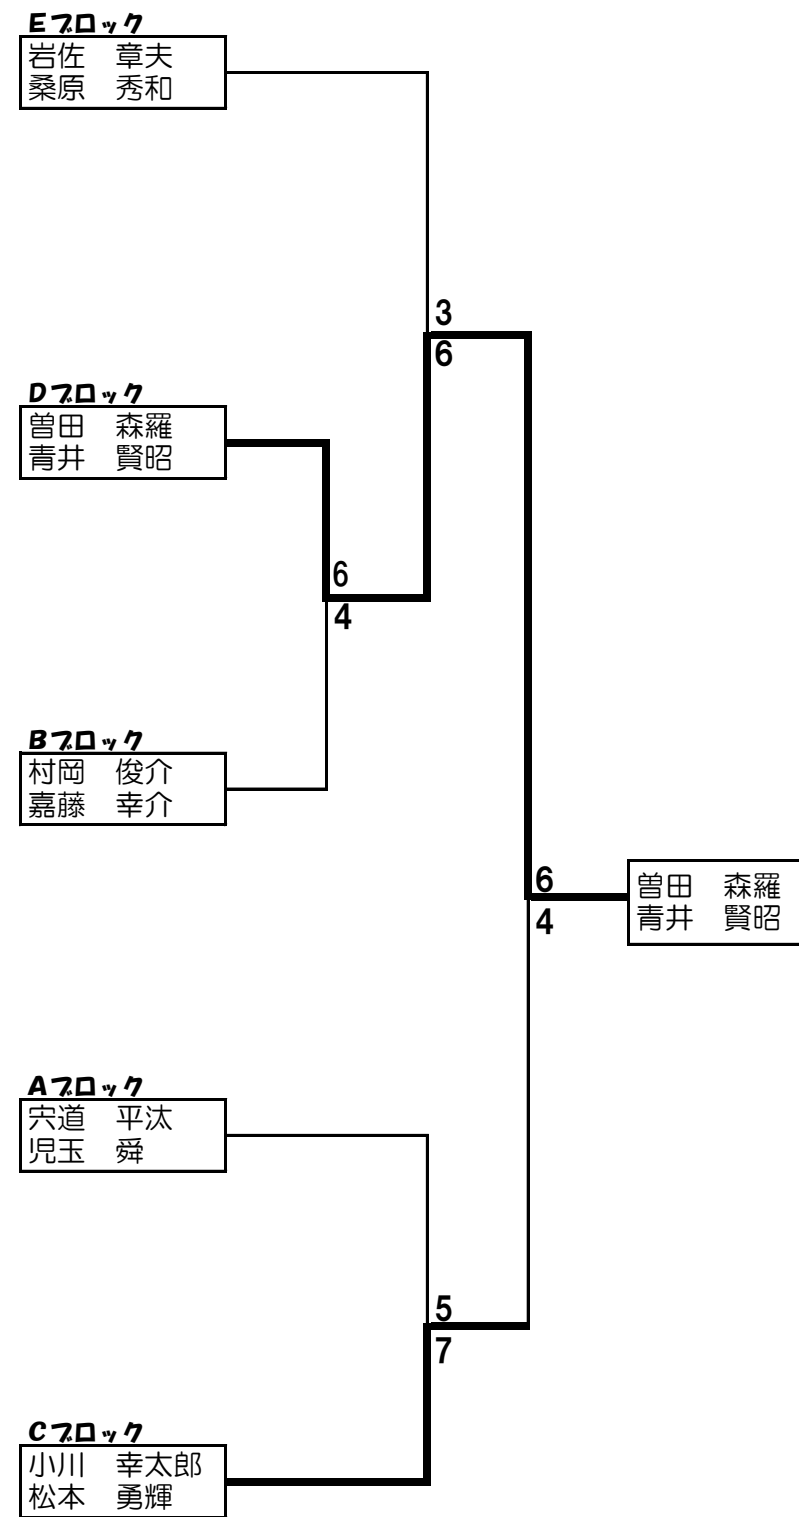 Eブロック
岩佐　章夫
桑原　秀和
3
6
Dブロック
曽田　森羅
青井　賢昭
6
4
Bブロック
村岡　俊介
嘉藤　幸介
6
4
曽田　森羅
青井　賢昭
Aブロック
宍道　平汰
児玉　舜
5
7
Cブロック
小川　幸太郎
松本　勇輝